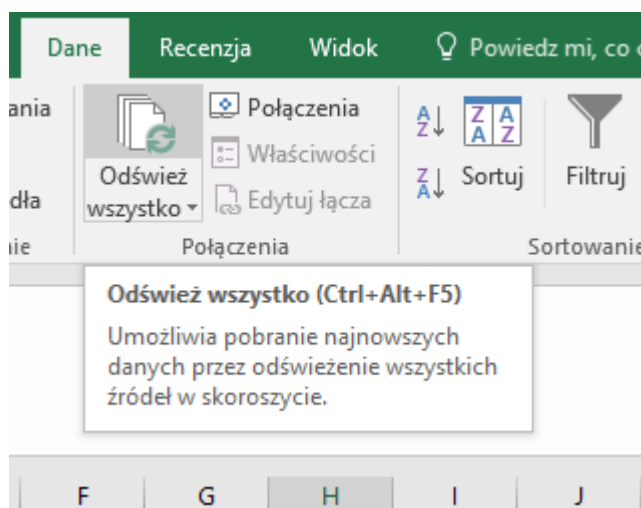 Dane Recenzja Widok Powiedz mi, co
ania
Połączenia
Właściwości
Edytuj łącza
Odśwież
wszystko
dła
Sortuj
Filtruj
nie
Połączenia
Sortowanie
Odśwież wszystko (Ctrl+Alt+F5)
Umożliwia pobranie najnowszych
danych przez odświeżenie wszystkich
źródeł w skoroszycie.
F G H I J